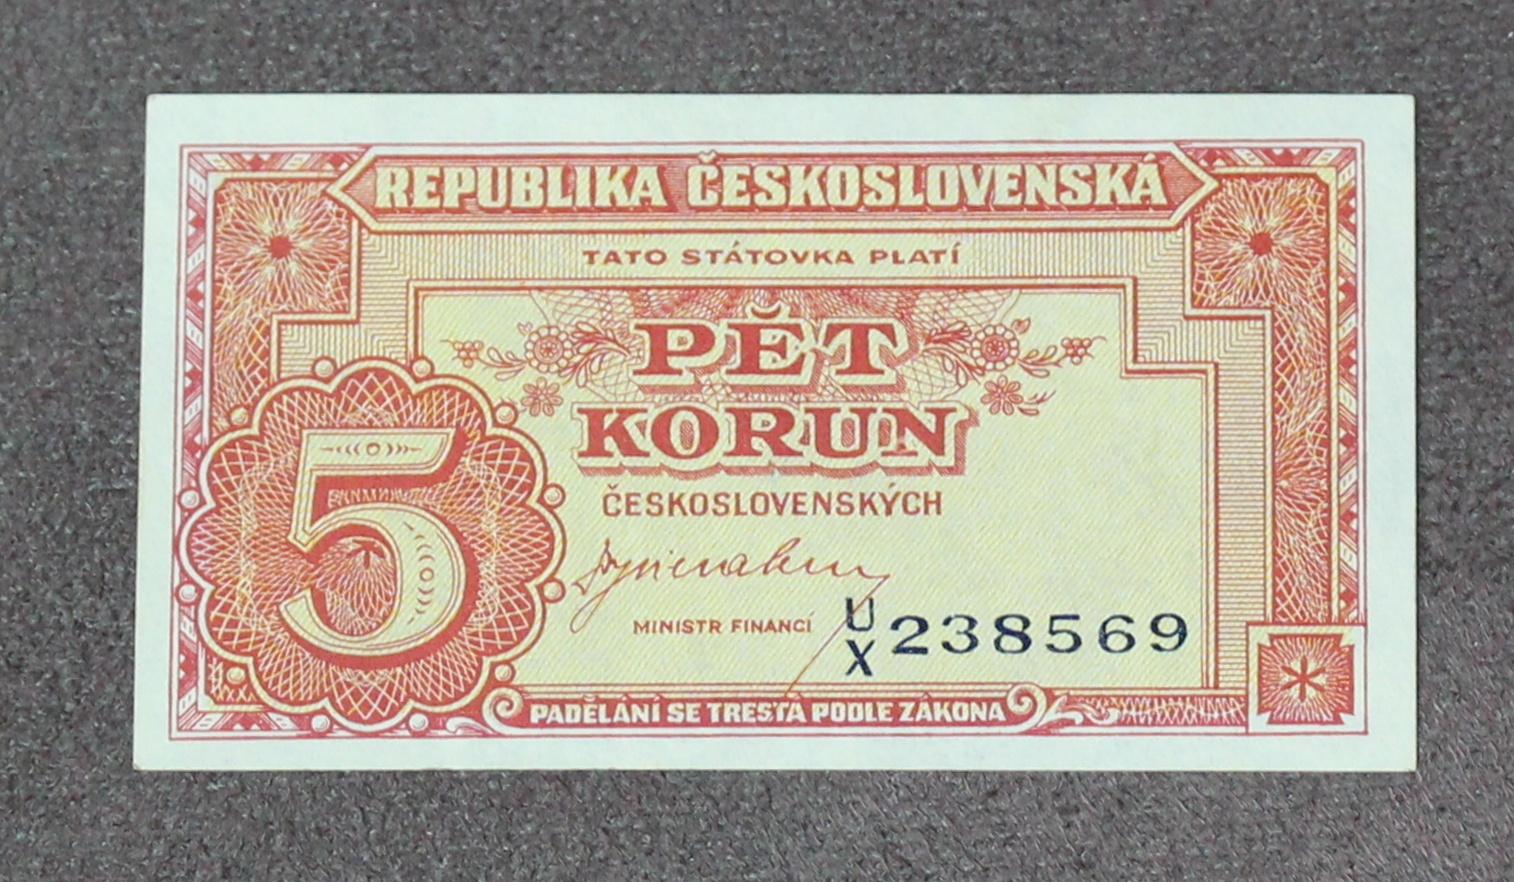 REPUBLIKA ČESKOSLOVENSKÁ
TATO STÁTOVKA PLATÍ
PĚT
KORUN
ČESKOSLOVENSKÝCH
5
MINISTR FINANCÍ
U/X 238569
PADĚLÁNÍ SE TRESTÁ PODLE ZÁKONA